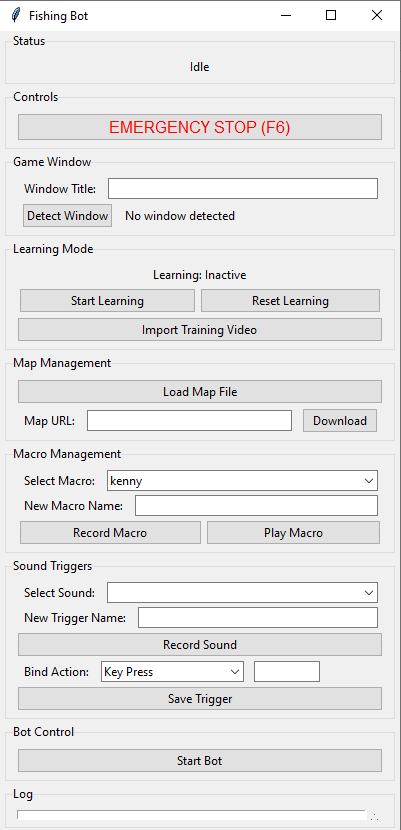 Fishing Bot
Status
Idle
Controls
EMERGENCY STOP (F6)
Game Window
Window Title:
Detect Window No window detected
Learning Mode
Learning: Inactive
Start Learning Reset Learning
Import Training Video
Map Management
Load Map File
Map URL: Download
Macro Management
Select Macro: kenny
New Macro Name:
Record Macro Play Macro
Sound Triggers
Select Sound:
New Trigger Name:
Record Sound
Bind Action: Key Press
Save Trigger
Bot Control
Start Bot
Log